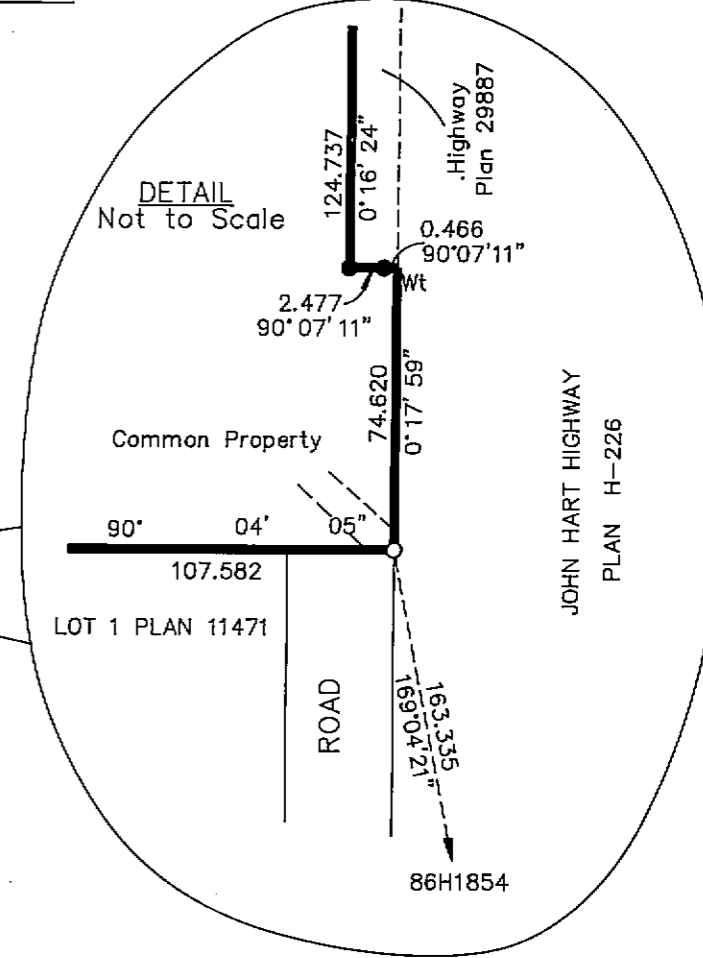 DETAIL
Not to Scale
124.737
0°16' 24"
.Highway
Plan 29887
0.466
90°07'11"
Wt
2.477
90°07'11"
74.620
0°17' 59"
Common Property
90° 04' 05"
107.582
LOT 1 PLAN 11471
ROAD
163.335
169°04'21"
86H1854
JOHN HART HIGHWAY
PLAN H-226